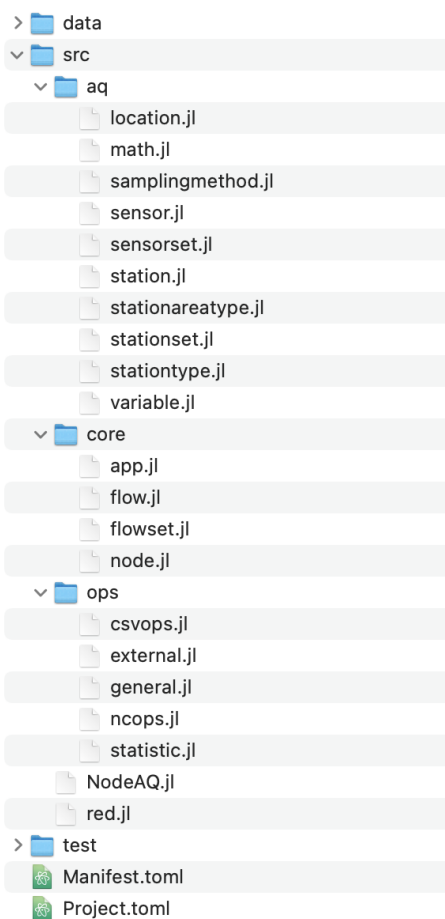 data
src
aq
location.jl
math.jl
samplingmethod.jl
sensor.jl
sensorset.jl
station.jl
stationareatype.jl
stationset.jl
stationtype.jl
variable.jl
core
app.jl
flow.jl
flowset.jl
node.jl
ops
csvops.jl
external.jl
general.jl
ncops.jl
statistic.jl
NodeAQ.jl
red.jl
test
Manifest.toml
Project.toml